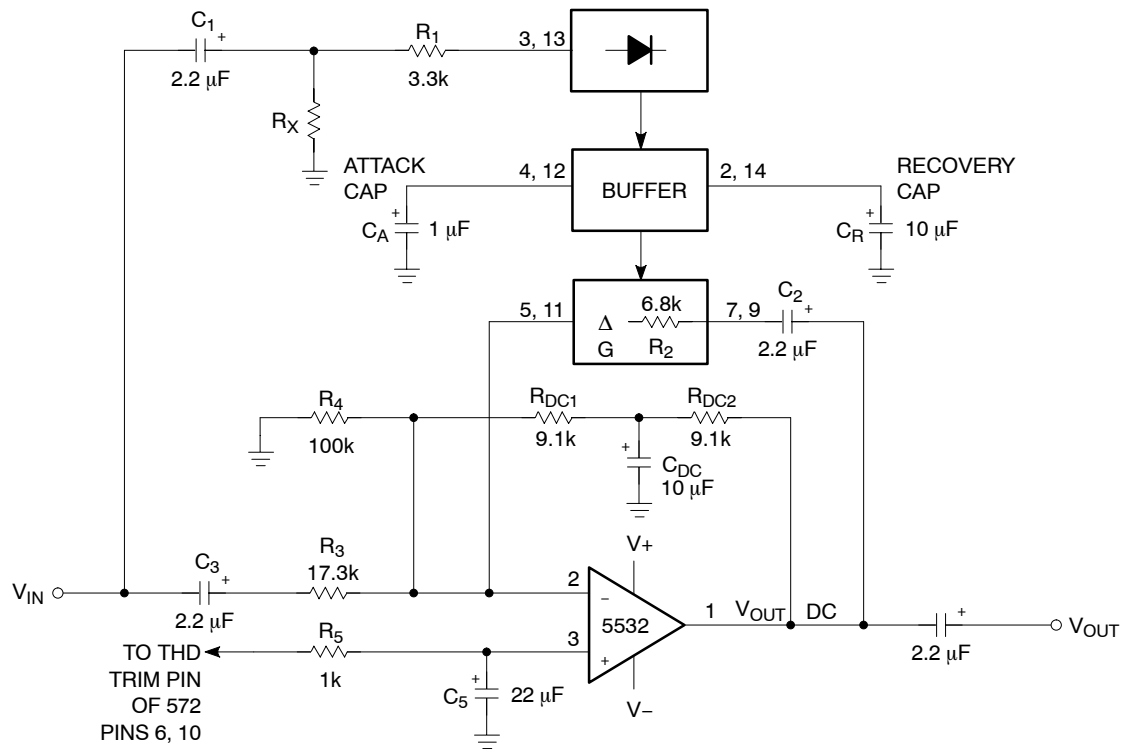 C1
+
2.2 μF
R1
3.3k
3, 13
RX
ATTACK
CAP
4, 12
BUFFER
2, 14
RECOVERY
CAP
+
CA
1 μF
+
CR
10 μF
5, 11
Δ
G
6.8k
R2
7, 9
C2
+
2.2 μF
R4
100k
RDC1
9.1k
RDC2
9.1k
+
CDC
10 μF
VIN
C3
+
2.2 μF
R3
17.3k
V+
2
−
5532
3
+
V−
1
VOUT
DC
+
2.2 μF
VOUT
TO THD
TRIM PIN
OF 572
PINS 6, 10
R5
1k
+
C5
22 μF